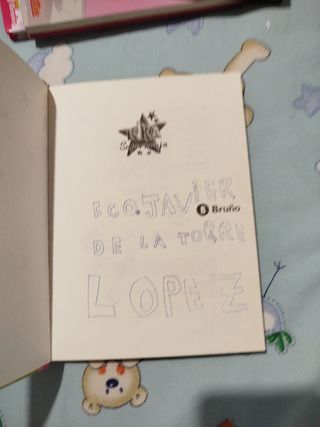 FCO.JAVIER
B Bruño
DE LA TORRE
LOPEZ